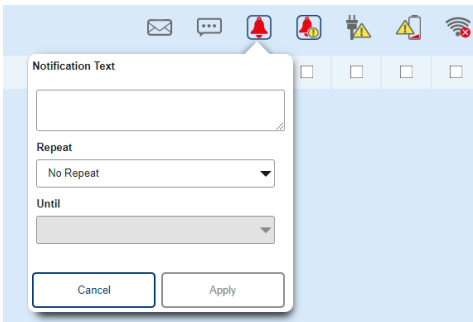 Notification Text
Repeat
No Repeat
Until
Cancel
Apply